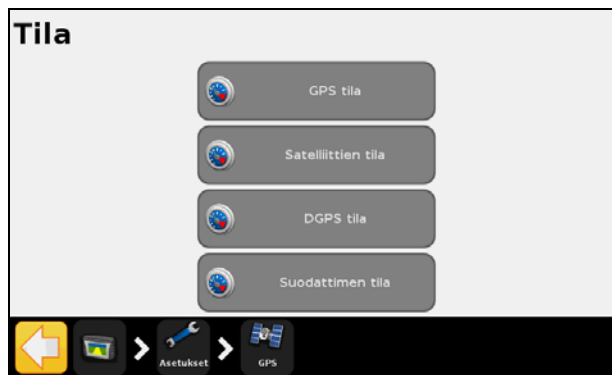 Tila
GPS tila
Satelliittien tila
DGPS tila
Suodattimen tila
Asetukset
GPS